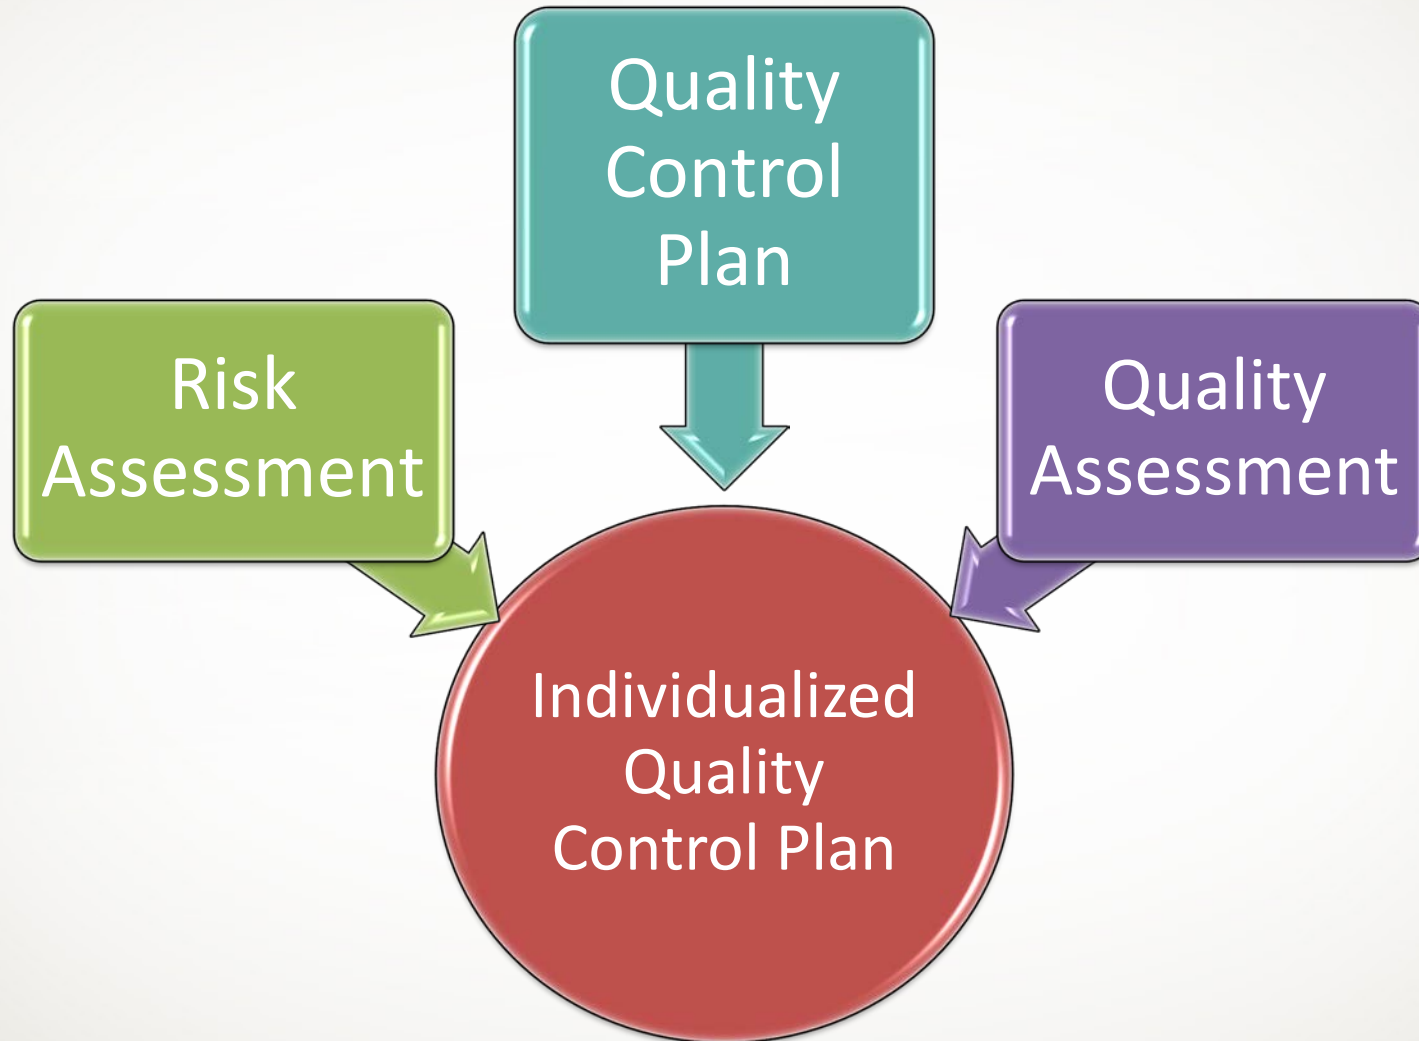 Quality
Control
Plan
Risk
Assessment
Quality
Assessment
Individualized
Quality
Control Plan